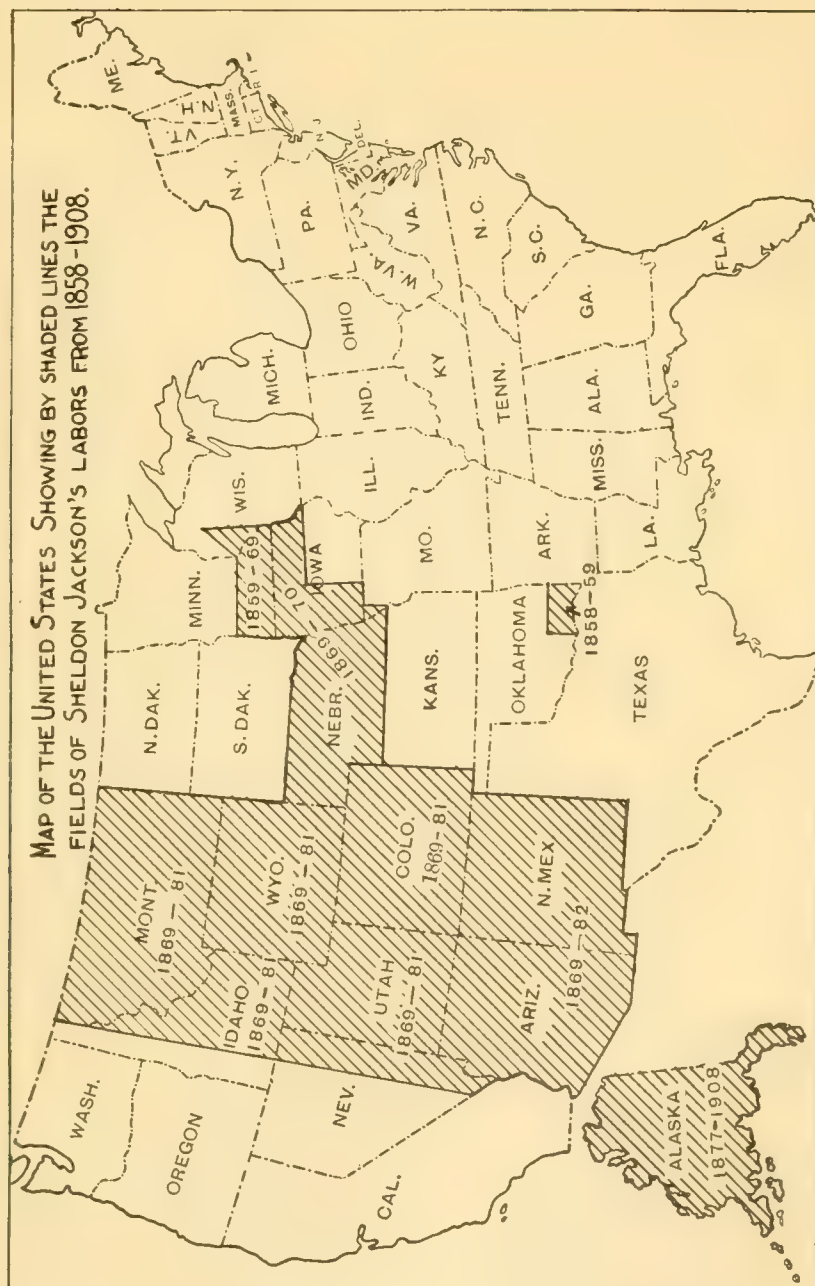 MAP OF THE UNITED STATES SHOWING BY SHADED LINES THE
FIELDS OF SHELDON JACKSON'S LABORS FROM 1858-1908.
WASH.
OREGON
CAL.
NEV.
IDAHO.
1869-81
MONT.
1869-81
WYO.
1869-81
UTAH
1869-81
COLO.
1869-81
ARIZ.
N.MEX.
1869-82
N.DAK.
S.DAK.
NEBR.
1869-70
KANS.
OKLAHOMA
TEXAS
1858-59
MINN.
1859-69
IOWA
MO.
ARK.
LA.
WIS.
ILL.
MICH.
IND.
OHIO
KY
TENN.
MISS.
ALA.
GA.
FLA.
S.C.
N.C.
VA.
W.VA
MD.
DEL.
N J
PA.
N.Y.
VT.
N.H.
MASS.
CT.
R I
ME.
ALASKA
1877-1908